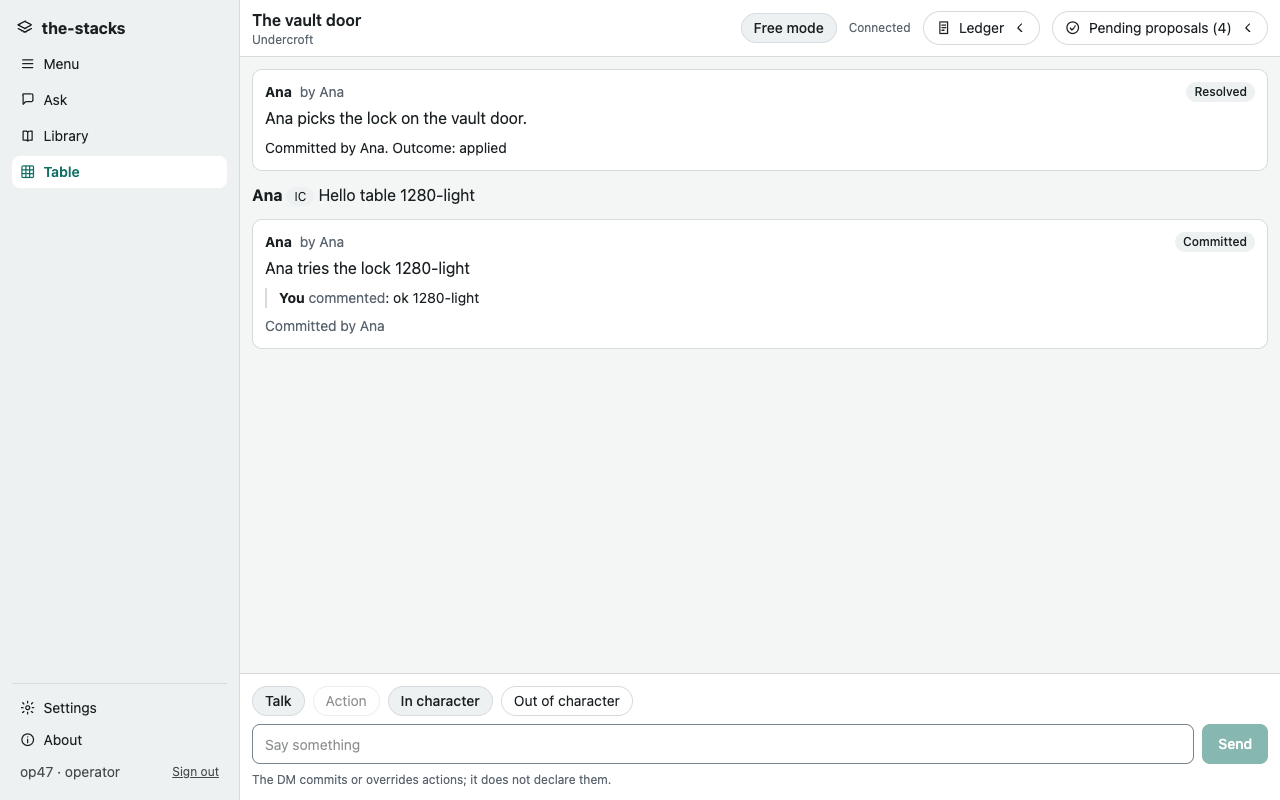 the-stacks
Menu
Ask
Library
Table
Settings
About
op47 · operator
Sign out
The vault door
Undercroft
Free mode
Connected
Ledger
Pending proposals (4)
Ana by Ana
Resolved
Ana picks the lock on the vault door.
Committed by Ana. Outcome: applied
Ana IC Hello table 1280-light
Ana by Ana
Committed
Ana tries the lock 1280-light
You commented: ok 1280-light
Committed by Ana
Talk
Action
In character
Out of character
Say something
Send
The DM commits or overrides actions; it does not declare them.